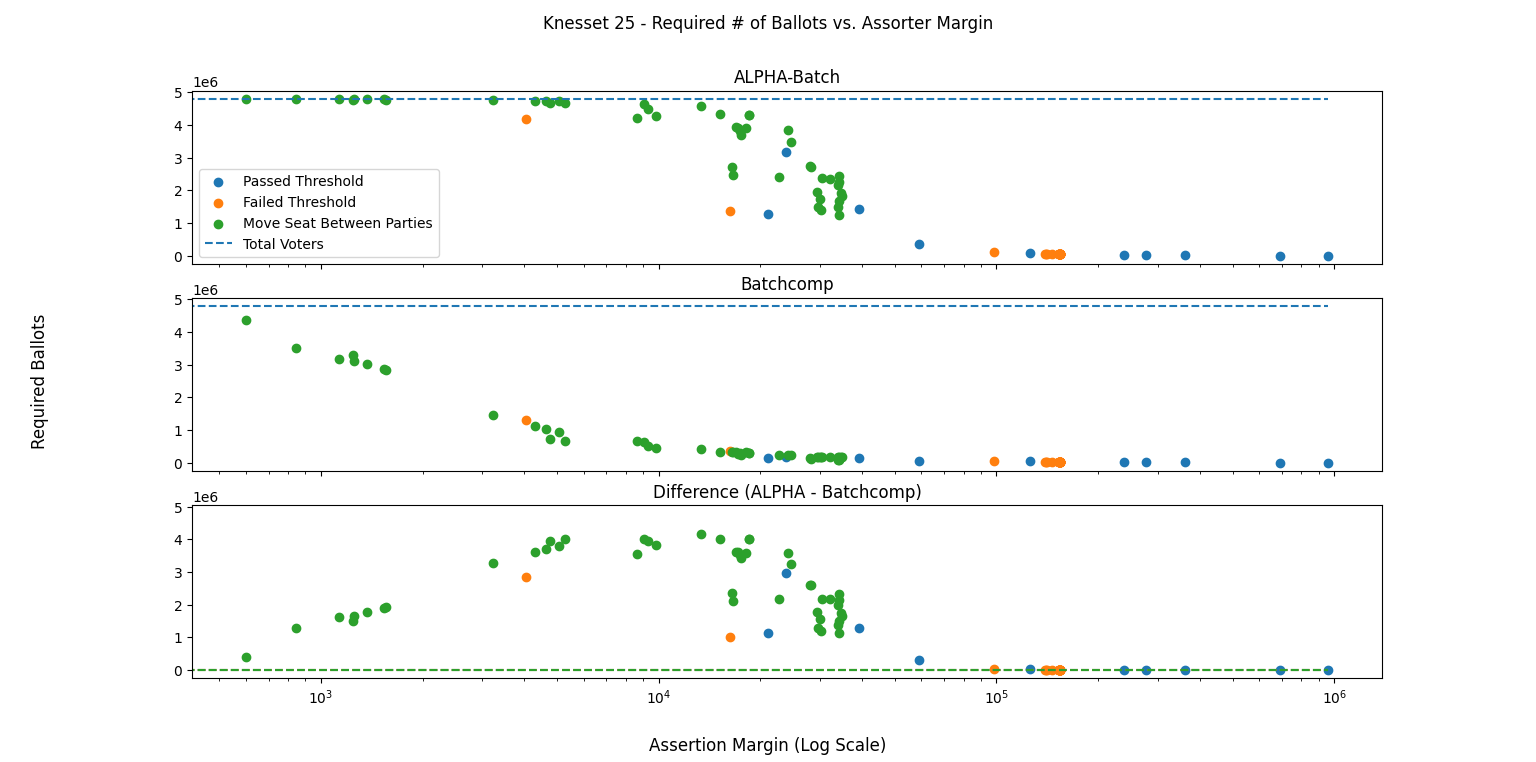 Knesset 25 - Required # of Ballots vs. Assorter Margin
ALPHA-Batch
1e6
5
4
3
2
1
0
Passed Threshold
Failed Threshold
Move Seat Between Parties
Total Voters
Batchcomp
1e6
5
4
3
2
1
0
Required Ballots
Difference (ALPHA - Batchcomp)
1e6
5
4
3
2
1
0
10³
10⁴
10⁵
10⁶
Assertion Margin (Log Scale)